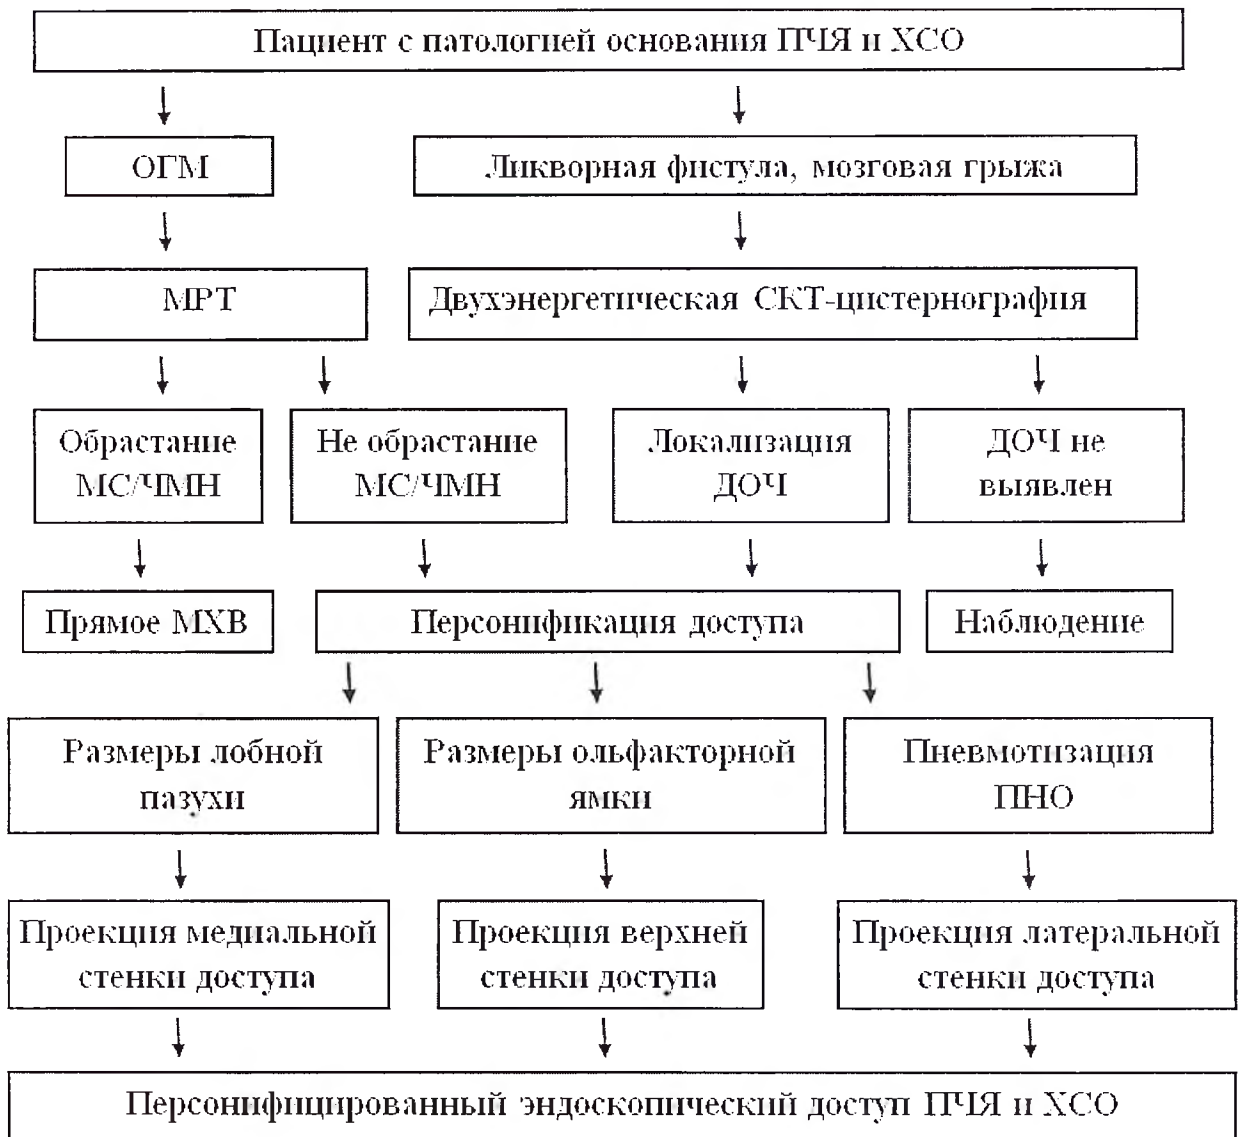 Пациент с патологией основания ПЧЯ и ХСО
ОГМ
Ликворная фистула, мозговая грыжа
МРТ
Двухэнергетическая СКТ-цистернография
Обрастание
МС/ЧМН
Не обрастание
МС/ЧМН
Локализация
ДОЧ
ДОЧ не
выявлен
Прямое МХВ
Персонификация доступа
Наблюдение
Размеры лобной
пазухи
Размеры ольфакторной
ямки
Пневмотизация
ПНО
Проекция медиальной
стенки доступа
Проекция верхней
стенки доступа
Проекция латеральной
стенки доступа
Персонифицированный эндоскопический доступ ПЧЯ и ХСО